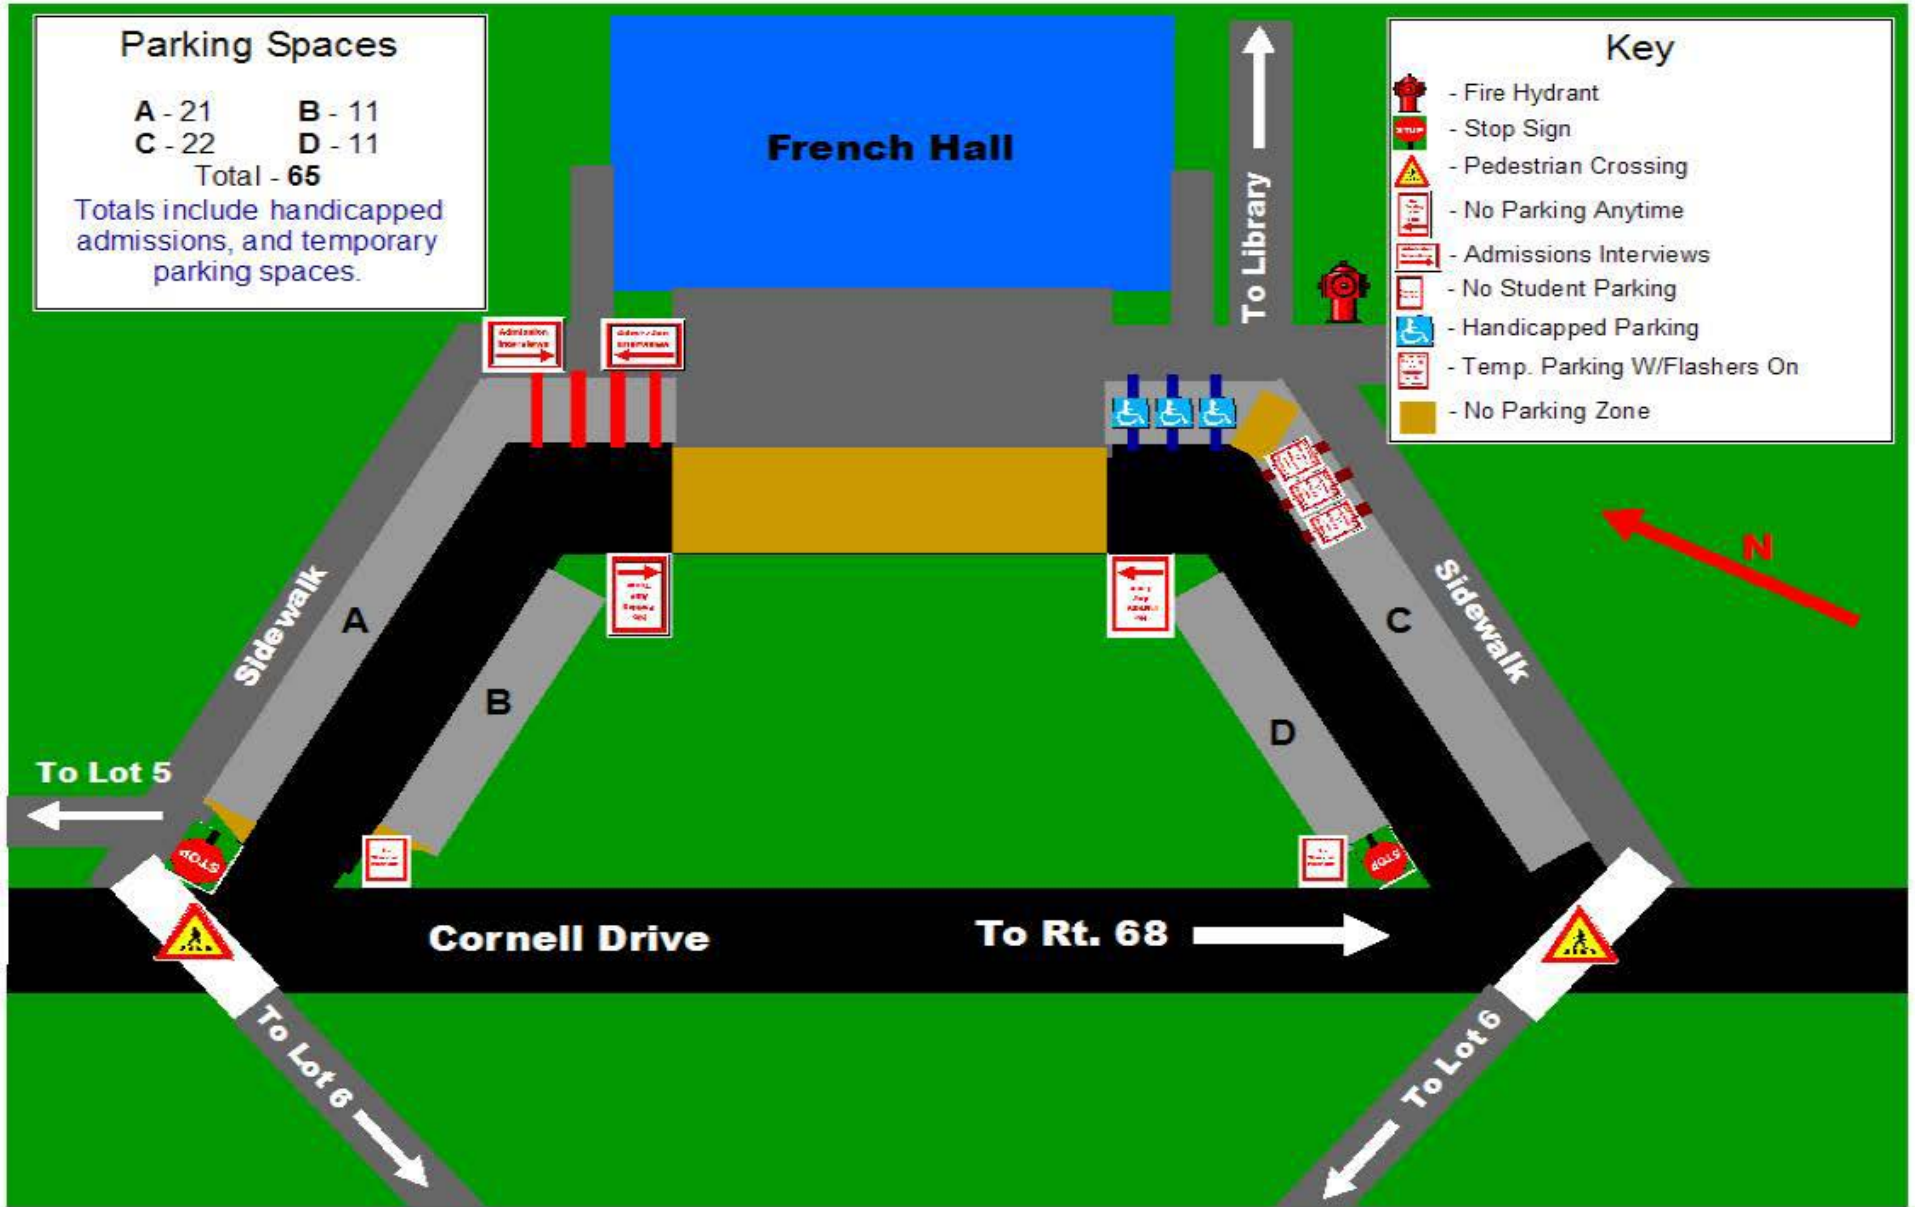 Parking Spaces
A - 21 B - 11
C - 22 D - 11
Total - 65
Totals include handicapped
admissions, and temporary
parking spaces.
French Hall
To Library
Key
- Fire Hydrant
STOP
- Stop Sign
- Pedestrian Crossing
- No Parking Anytime
- Admissions Interviews
- No Student Parking
- Handicapped Parking
- Temp. Parking W/Flashers On
- No Parking Zone
Admission
Interviews
N
Sidewalk
A
B
C
D
Sidewalk
To Lot 5
STOP
STOP
Cornell Drive
To Rt. 68
To Lot 6
To Lot 6